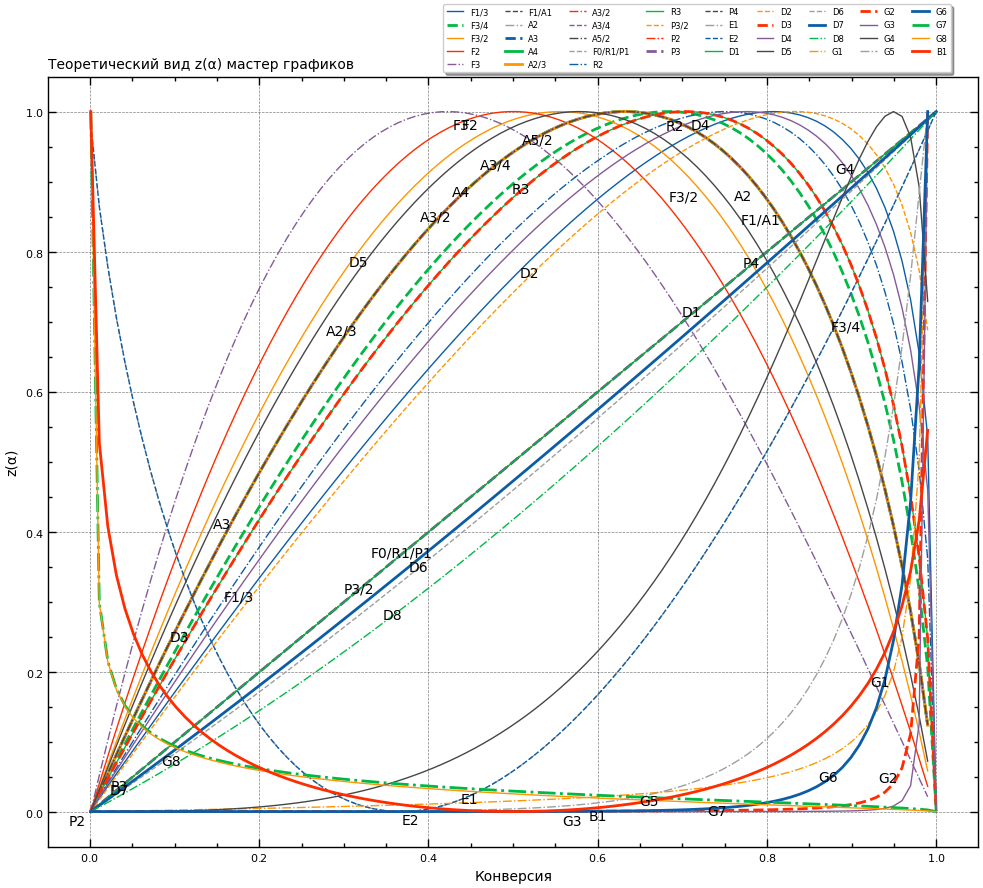 F1/3 F1/A1 A3/2 R3 P4 D2 D6 G2 G6
F3/4 A2 A3/4 P3/2 E1 D3 D7 G3 G7
F3/2 A3 A5/2 P2 E2 D4 D8 G4 G8
F2 A4 F0/R1/P1 P3 D1 D5 G1 G5 B1
F3 A2/3 R2
Теоретический вид z(α) мастер графиков
1.0
0.8
0.6
0.4
0.2
0.0
z(α)
F3
F2
R2
D4
A5/2
A3/4
G4
A4
R3
F3/2
A2
A3/2
F1/A1
D5
P4
D2
D1
A2/3
F3/4
A3
F0/R1/P1
D6
P3/2
F1/3
D8
D3
G1
G8
G6
G2
E1
G5
G7
P2
E2
G3
B1
0.0 0.2 0.4 0.6 0.8 1.0
Конверсия